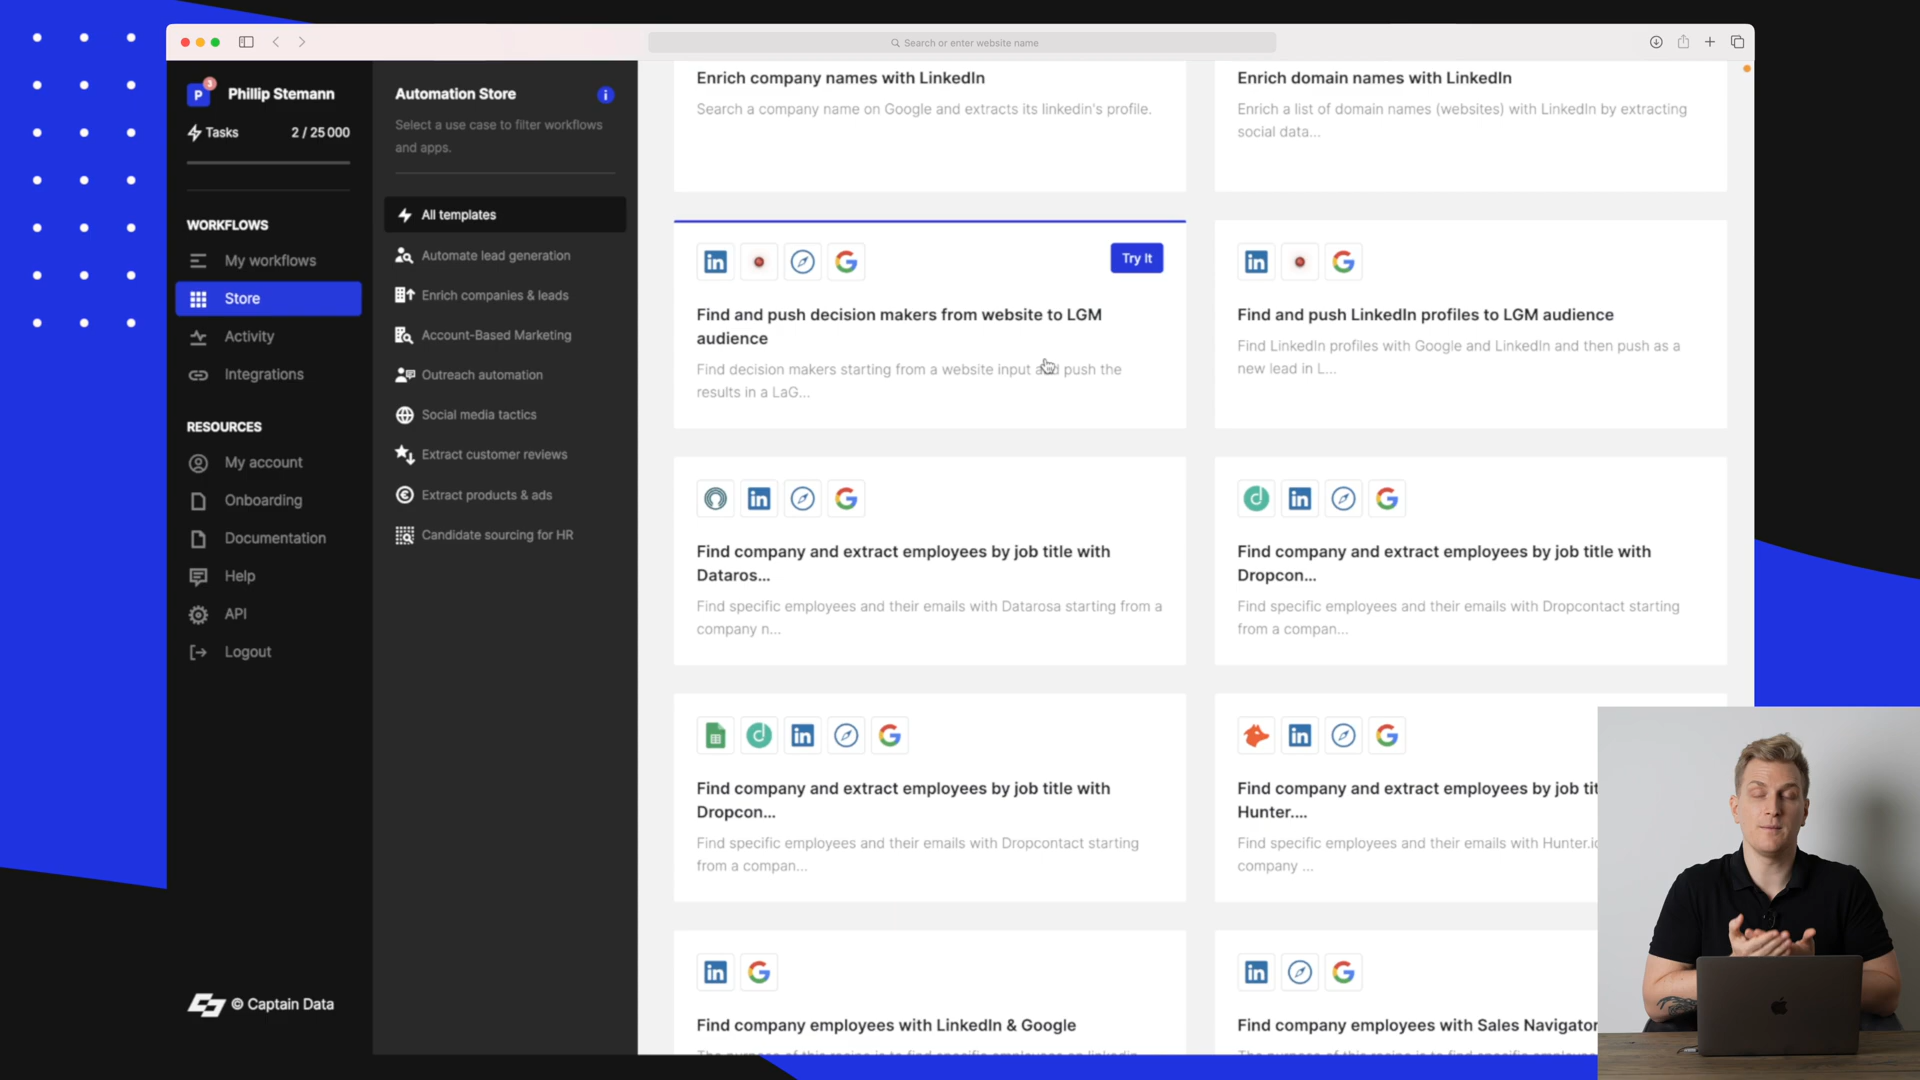 Search or enter website name
P
3
Phillip Stemann
Tasks 2 / 25 000
WORKFLOWS
My workflows
Store
Activity
Integrations
RESOURCES
My account
Onboarding
Documentation
Help
API
Logout
© Captain Data
Automation Store
i
Select a use case to filter workflows
and apps.
All templates
Automate lead generation
Enrich companies & leads
Account-Based Marketing
Outreach automation
Social media tactics
Extract customer reviews
Extract products & ads
Candidate sourcing for HR
Enrich company names with LinkedIn
Search a company name on Google and extracts its linkedin's profile.
Enrich domain names with LinkedIn
Enrich a list of domain names (websites) with LinkedIn by extracting
social data...
Try It
Find and push decision makers from website to LGM
audience
Find decision makers starting from a website input and push the
results in a LaG...
Find and push LinkedIn profiles to LGM audience
Find LinkedIn profiles with Google and LinkedIn and then push as a
new lead in L...
Find company and extract employees by job title with
Dataros...
Find specific employees and their emails with Datarosa starting from a
company n...
Find company and extract employees by job title with
Dropcon...
Find specific employees and their emails with Dropcontact starting
from a compan...
Find company and extract employees by job title with
Dropcon...
Find specific employees and their emails with Dropcontact starting
from a compan...
Find company and extract employees by job tit
Hunter....
Find specific employees and their emails with Hunter.io
company ...
Find company employees with LinkedIn & Google
Find company employees with Sales Navigator